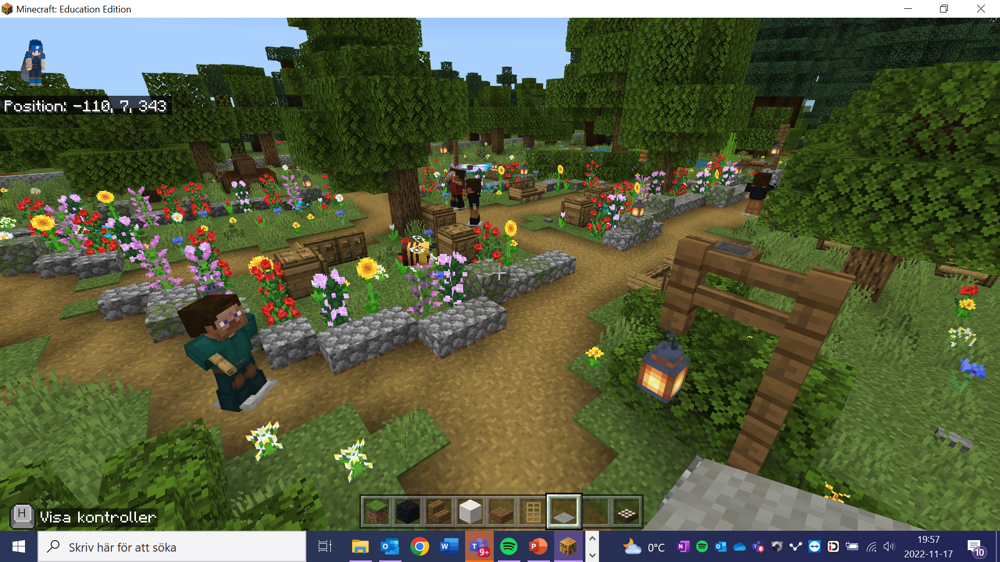 Minecraft: Education Edition
Position: -110, 7, 343
H
Visa kontroller
Skriv här för att söka
9+
0°C
19:57
2022-11-17
10